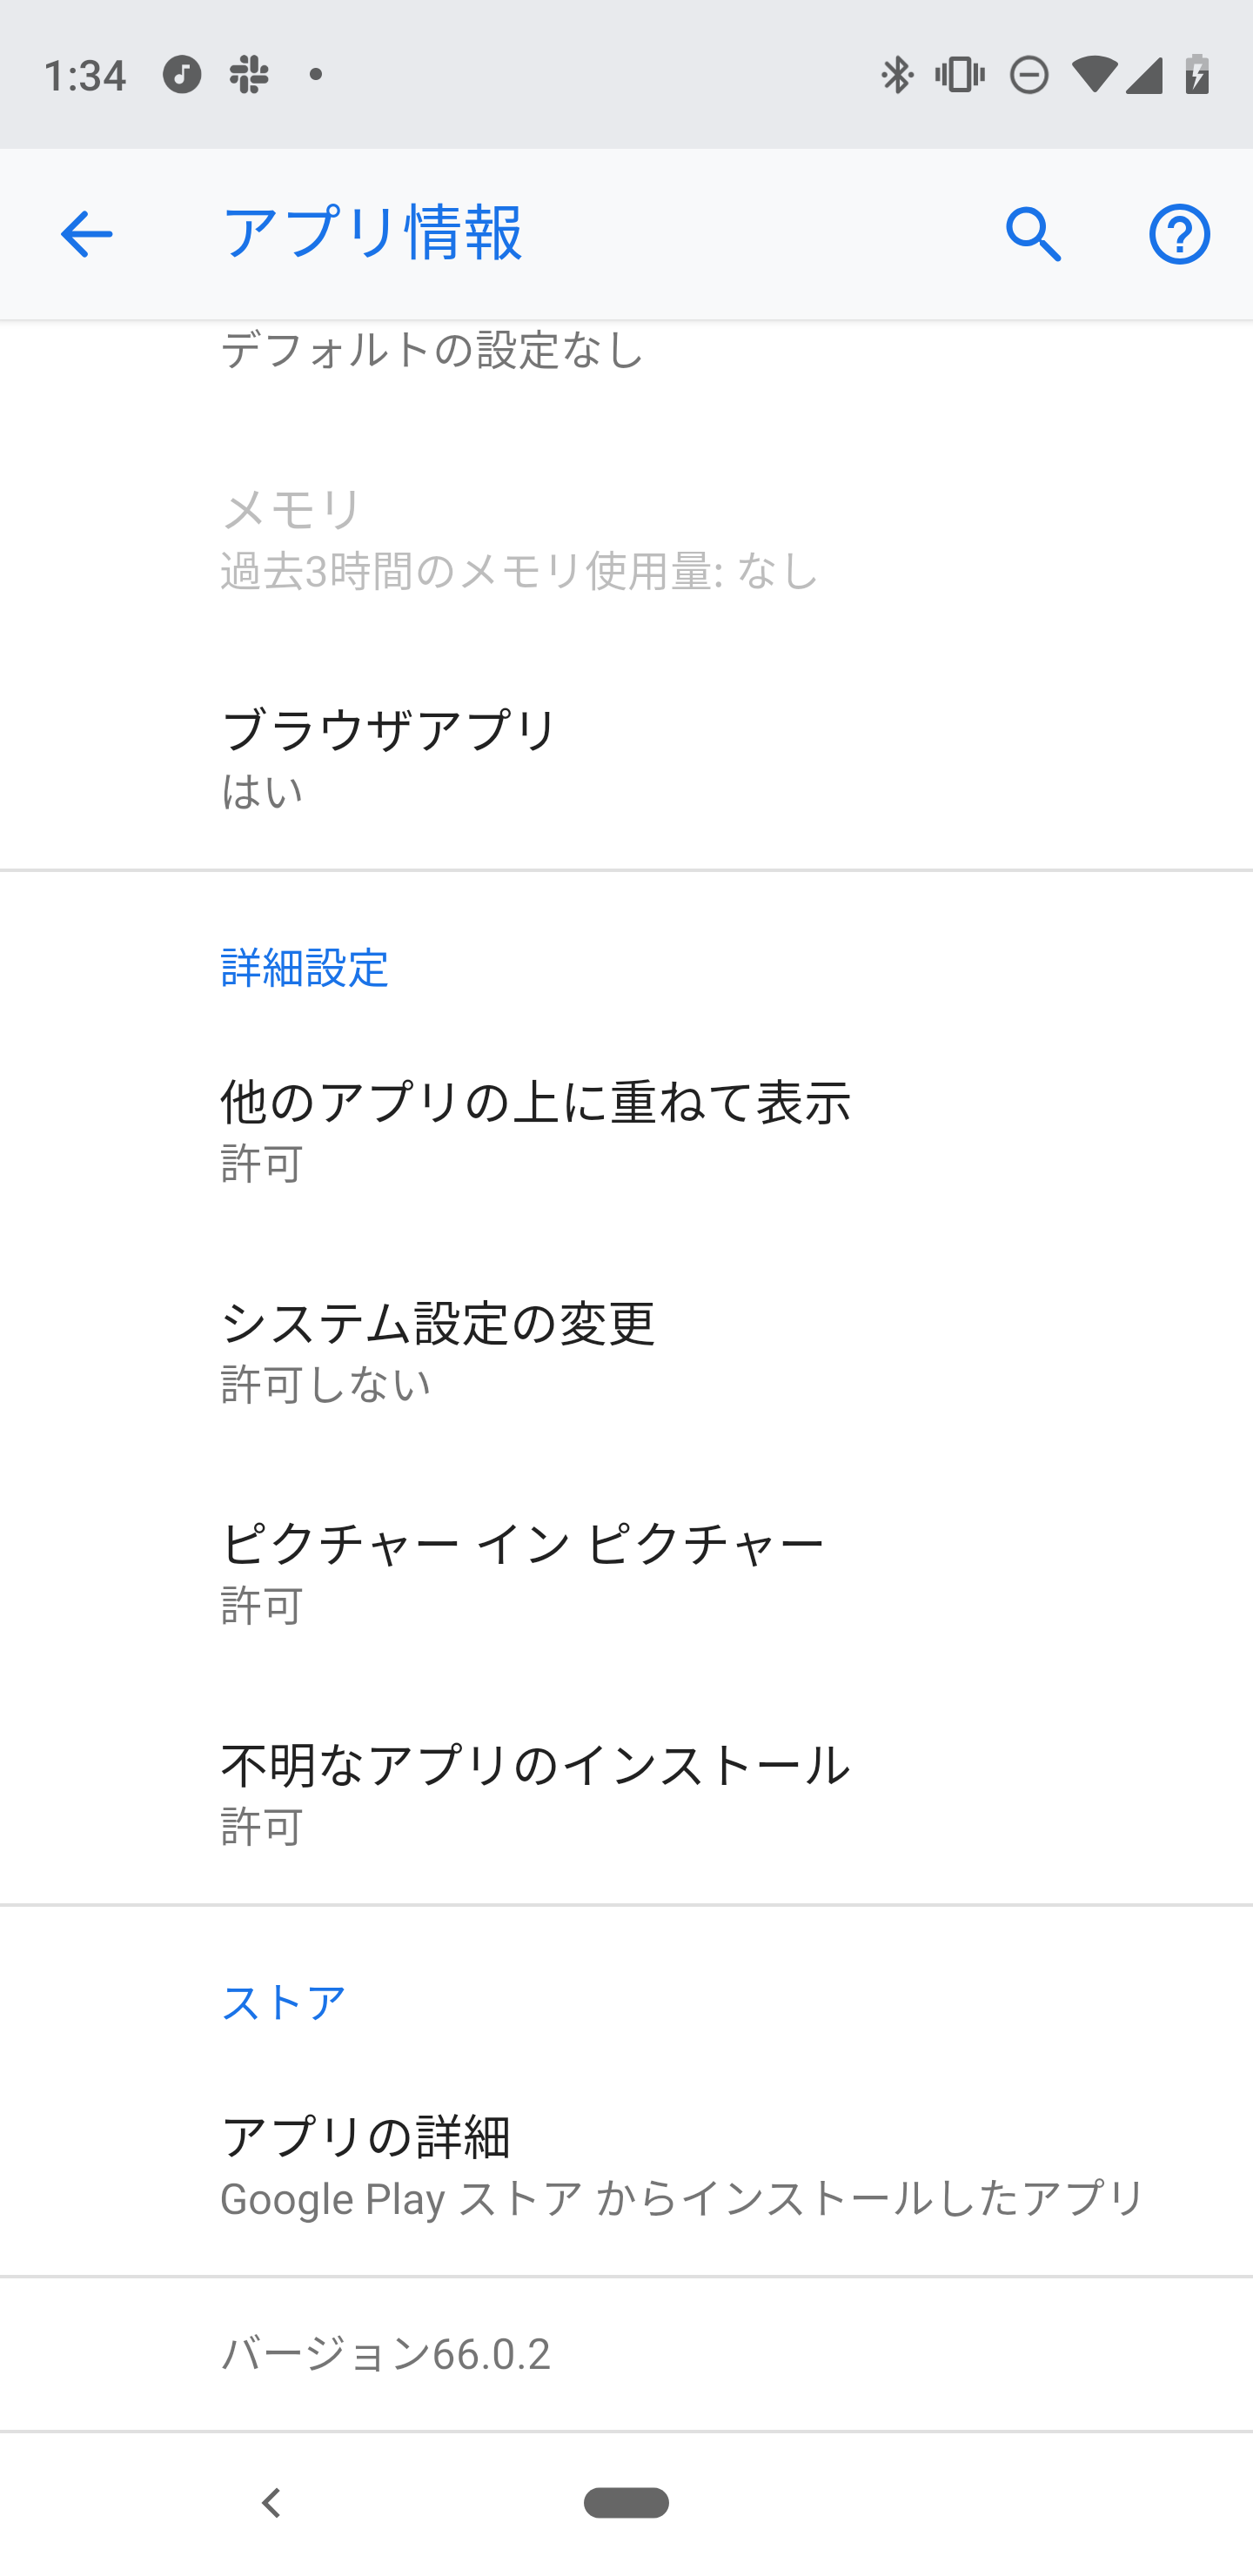 1:34
アプリ情報
デフォルトの設定なし
メモリ
過去3時間のメモリ使用量: なし
ブラウザアプリ
はい
詳細設定
他のアプリの上に重ねて表示
許可
システム設定の変更
許可しない
ピクチャー イン ピクチャー
許可
不明なアプリのインストール
許可
ストア
アプリの詳細
Google Play ストア からインストールしたアプリ
バージョン66.0.2